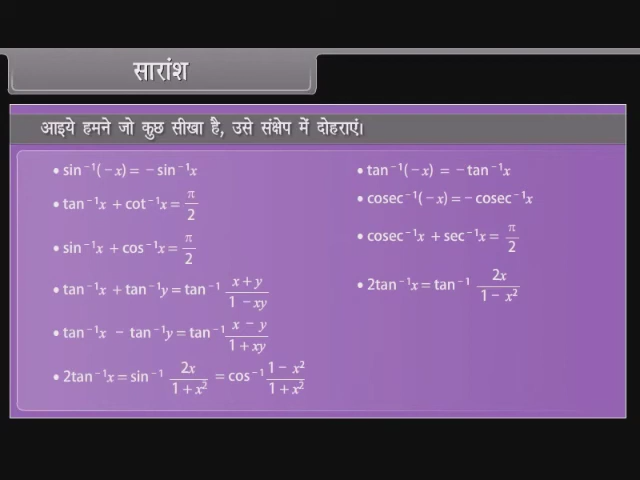 सारांश
आइये हमने जो कुछ सीखा है, उसे संक्षेप में दोहराएं।
• sin⁻¹(−x) = −sin⁻¹x
• tan⁻¹x + cot⁻¹x = π/2
• sin⁻¹x + cos⁻¹x = π/2
• tan⁻¹x + tan⁻¹y = tan⁻¹ (x + y)/(1 − xy)
• tan⁻¹x − tan⁻¹y = tan⁻¹ (x − y)/(1 + xy)
• 2tan⁻¹x = sin⁻¹ 2x/(1 + x²) = cos⁻¹ (1 − x²)/(1 + x²)
• tan⁻¹(−x) = −tan⁻¹x
• cosec⁻¹(−x) = −cosec⁻¹x
• cosec⁻¹x + sec⁻¹x = π/2
• 2tan⁻¹x = tan⁻¹ 2x/(1 − x²)